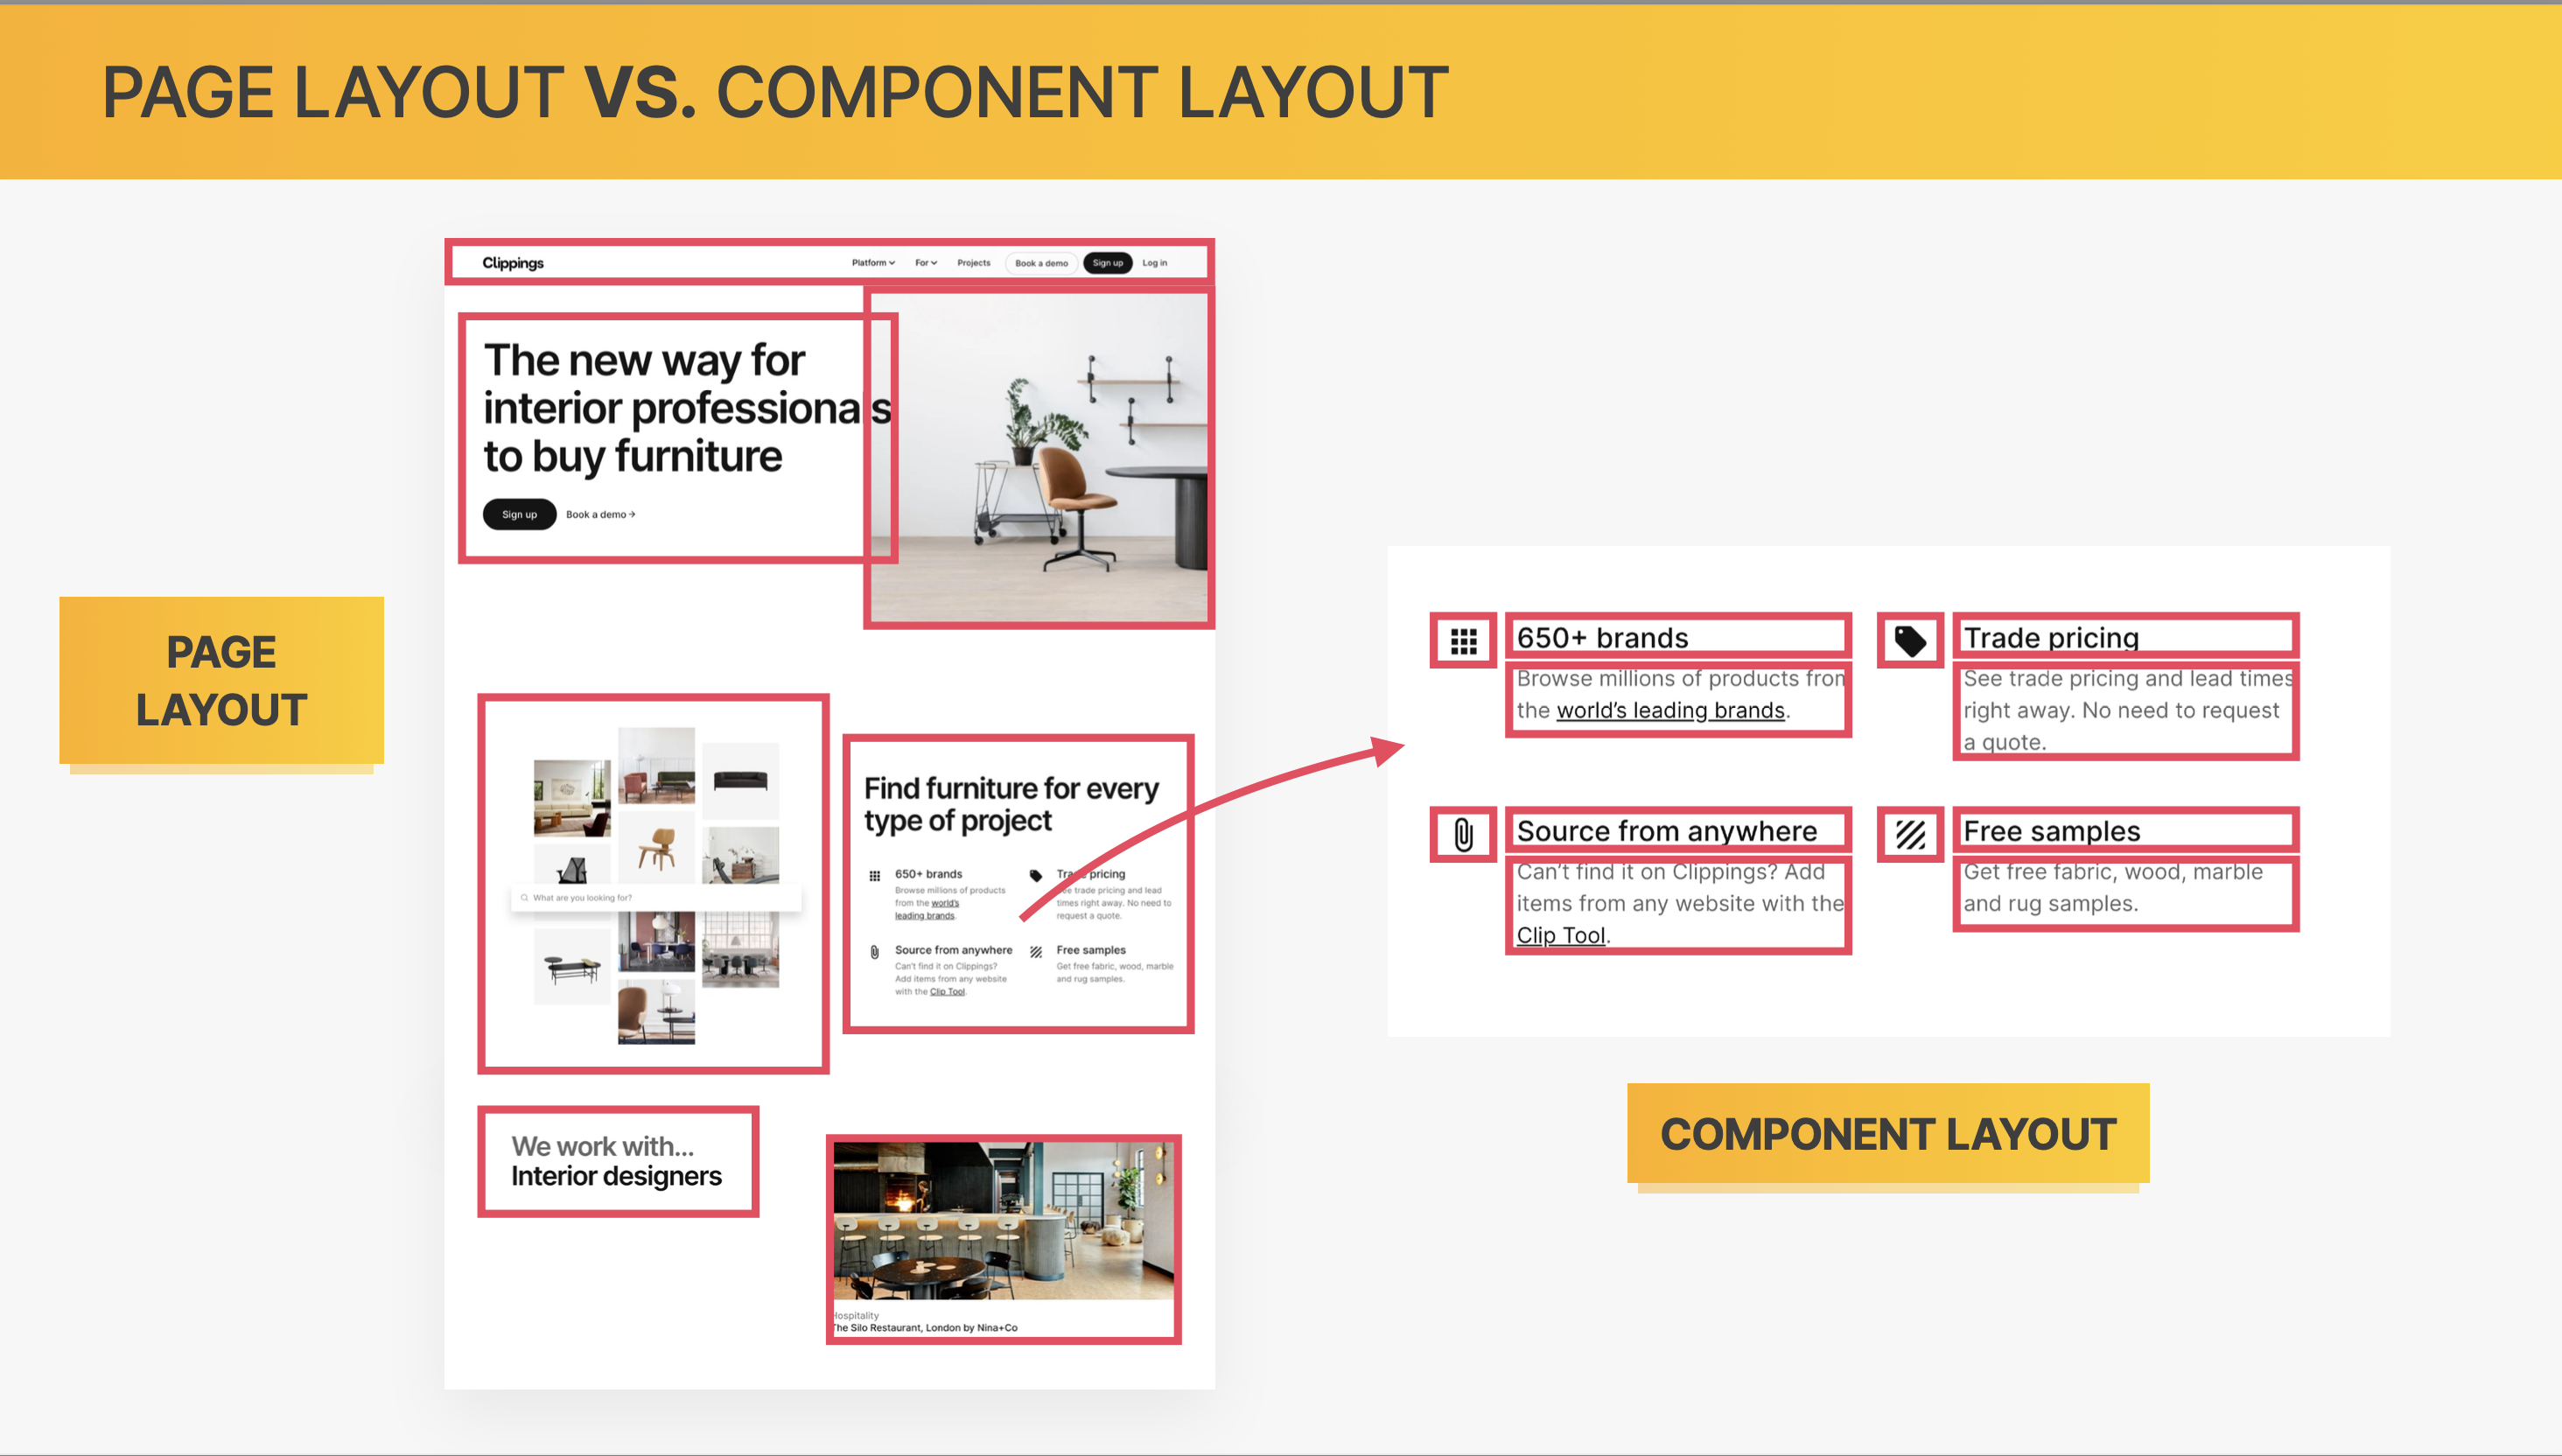 PAGE LAYOUT VS. COMPONENT LAYOUT
PAGE
LAYOUT
Clippings
Platform
For
Projects
Book a demo
Sign up
Log in
The new way for
interior professionals
to buy furniture
Sign up
Book a demo →
What are you looking for?
Find furniture for every
type of project
650+ brands
Browse millions of products
from the world's
leading brands.
Trade pricing
See trade pricing and lead
times right away. No need to
request a quote.
Source from anywhere
Can't find it on Clippings?
Add items from any website
with the Clip Tool.
Free samples
Get free fabric, wood, marble
and rug samples.
We work with...
Interior designers
Hospitality
The Silo Restaurant, London by Nina+Co
650+ brands
Browse millions of products from
the world’s leading brands.
Trade pricing
See trade pricing and lead times
right away. No need to request
a quote.
Source from anywhere
Can’t find it on Clippings? Add
items from any website with the
Clip Tool.
Free samples
Get free fabric, wood, marble
and rug samples.
COMPONENT LAYOUT